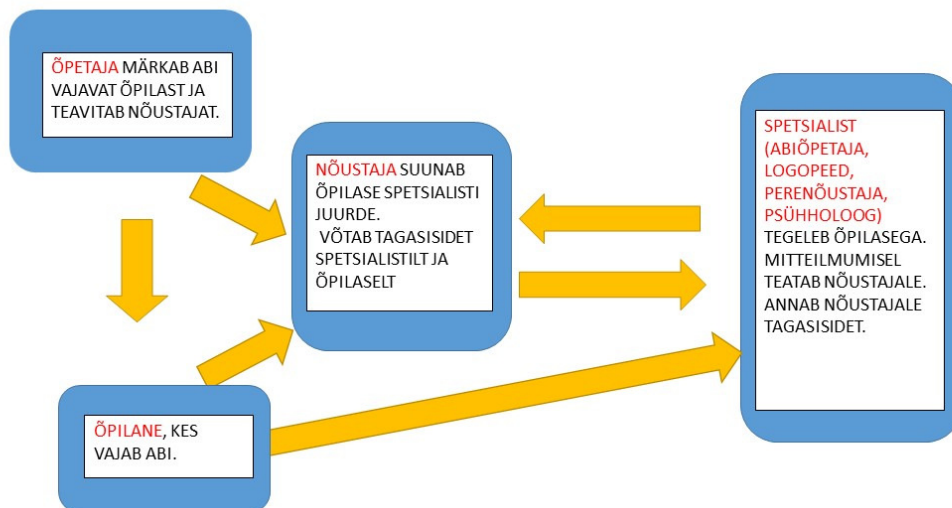 ÕPETAJA MÄRKAB ABI
VAJAVAT ÕPILAST JA
TEAVITAB NÕUSTAJAT.
NÕUSTAJA SUUNAB
ÕPILASE SPETSIALISTI
JUURDE.
VÕTAB TAGASISIDET
SPETSIALISTILT JA
ÕPILASELT
SPETSIALIST
(ABIÕPETAJA,
LOGOPEED,
PERENÕUSTAJA,
PSÜHHOLOOG)
TEGELEB ÕPILASEGA.
MITTEILMUMISEL
TEATAB NÕUSTAJALE.
ANNAB NÕUSTAJALE
TAGASISIDET.
ÕPILANE, KES
VAJAB ABI.